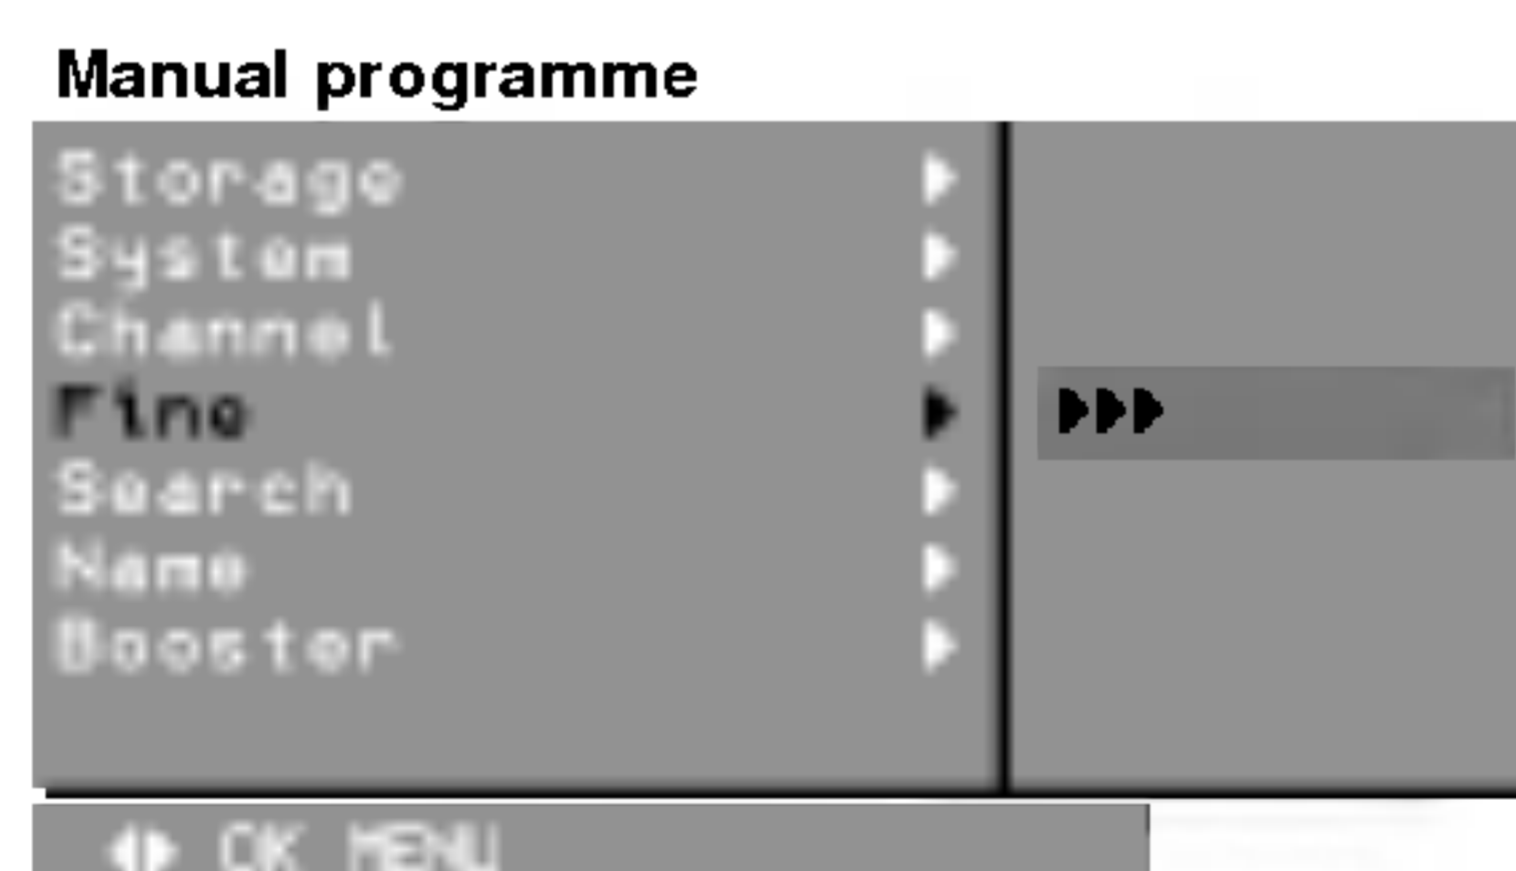 Manual programme
Storage
System
Channel
Fine
Search
Name
Booster
OK MENU